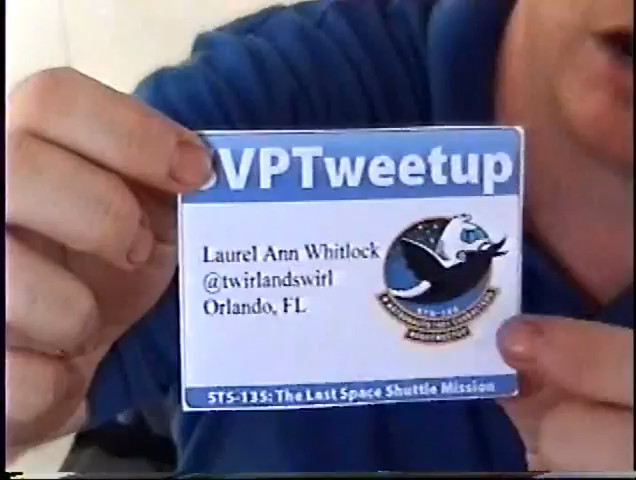 VPTweetup
Laurel Ann Whitlock
@twirlandswirl
Orlando, FL
STS-135: The Last Space Shuttle Mission